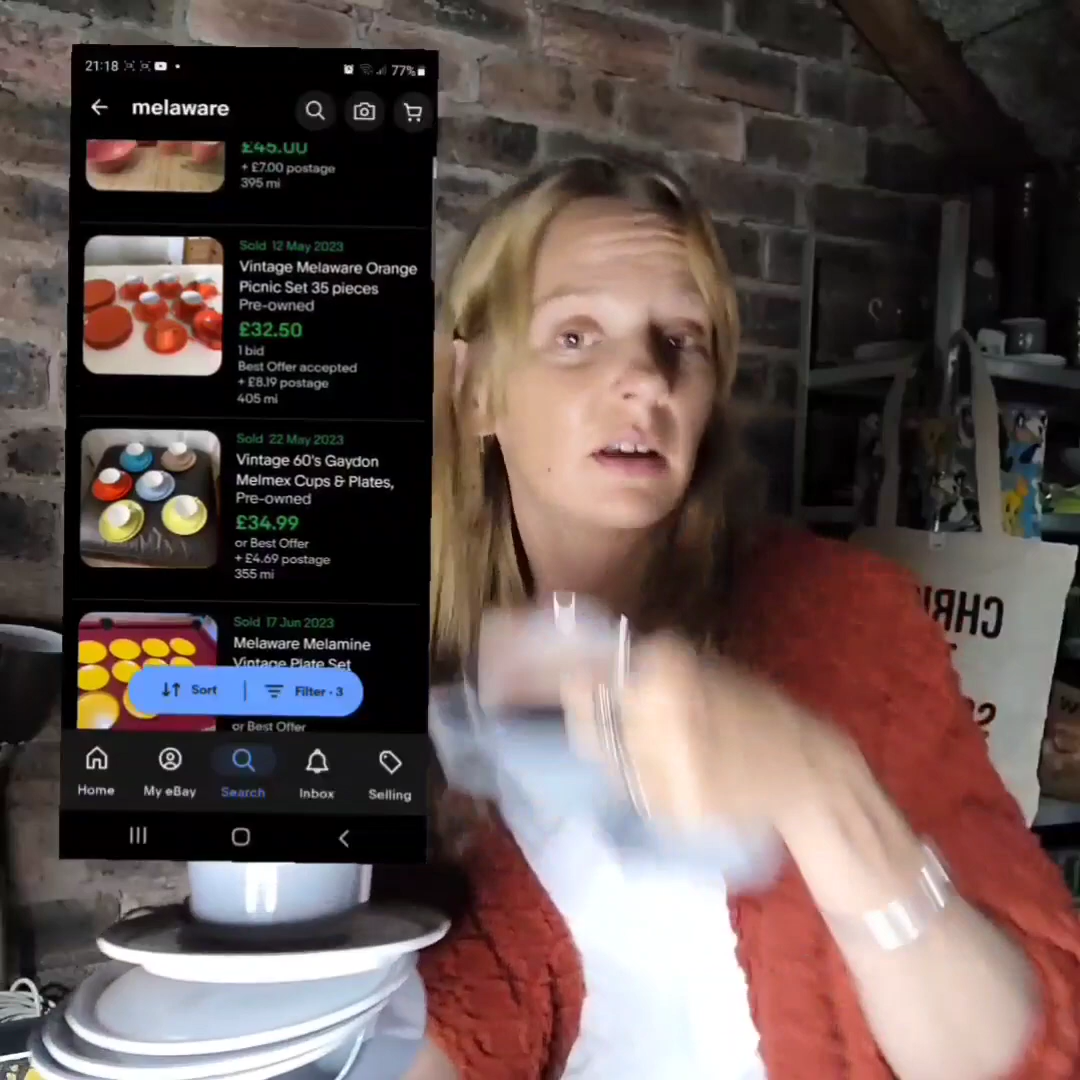 21:18
77%
melaware
£45.00
+ £7.00 postage
395 mi
Sold 12 May 2023
Vintage Melaware Orange
Picnic Set 35 pieces
Pre-owned
£32.50
1 bid
Best Offer accepted
+ £8.19 postage
405 mi
Sold 22 May 2023
Vintage 60's Gaydon
Melmex Cups & Plates,
Pre-owned
£34.99
or Best Offer
+ £4.69 postage
355 mi
Sold 17 Jun 2023
Melaware Melamine
Vintage Plate Set
Sort
Filter · 3
or Best Offer
Home
My eBay
Search
Inbox
Selling
CHRI